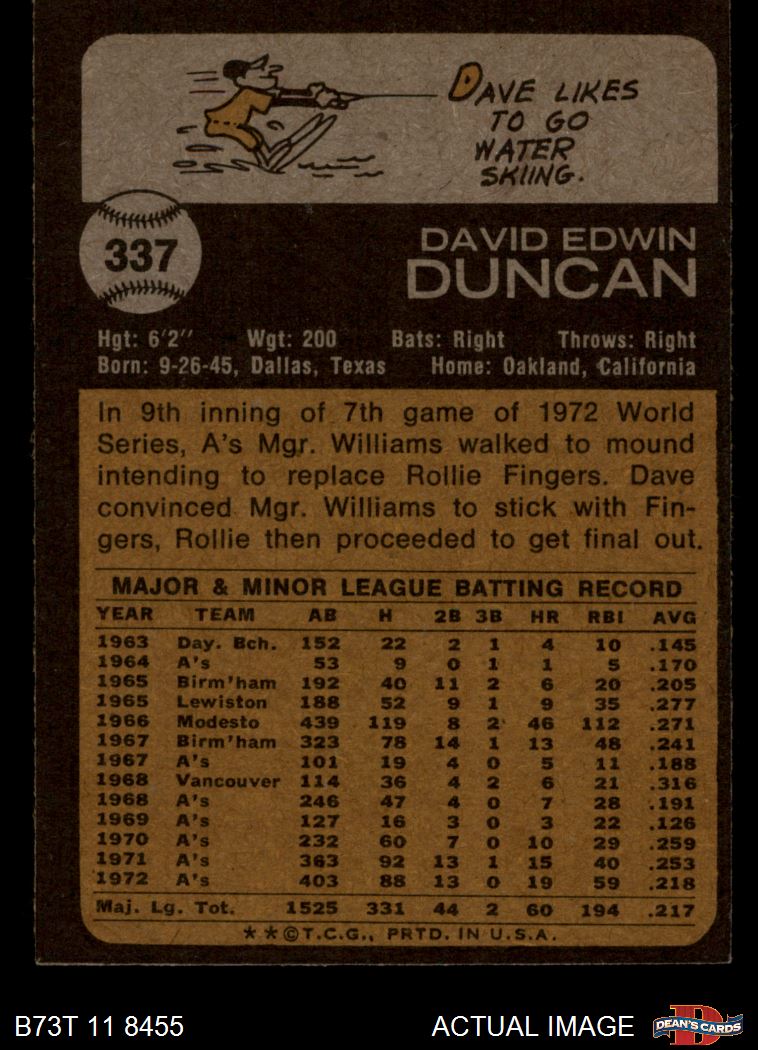 DAVE LIKES
TO GO
WATER
SKIING.
337
DAVID EDWIN
DUNCAN
Hgt: 6'2" Wgt: 200 Bats: Right Throws: Right
Born: 9-26-45, Dallas, Texas Home: Oakland, California
In 9th inning of 7th game of 1972 World
Series, A's Mgr. Williams walked to mound
intending to replace Rollie Fingers. Dave
convinced Mgr. Williams to stick with Fin-
gers, Rollie then proceeded to get final out.
MAJOR & MINOR LEAGUE BATTING RECORD
YEAR TEAM AB H 2B 3B HR RBI AVG
1963 Day. Bch. 152 22 2 1 4 10 .145
1964 A's 53 9 0 1 1 5 .170
1965 Birm'ham 192 40 11 2 6 20 .205
1965 Lewiston 188 52 9 1 9 35 .277
1966 Modesto 439 119 8 2 46 112 .271
1967 Birm'ham 323 78 14 1 13 48 .241
1967 A's 101 19 4 0 5 11 .188
1968 Vancouver 114 36 4 2 6 21 .316
1968 A's 246 47 4 0 7 28 .191
1969 A's 127 16 3 0 3 22 .126
1970 A's 232 60 7 0 10 29 .259
1971 A's 363 92 13 1 15 40 .253
1972 A's 403 88 13 0 19 59 .218
Maj. Lg. Tot. 1525 331 44 2 60 194 .217
**©T.C.G., PRTD. IN U.S.A.
B73T 11 8455 ACTUAL IMAGE D DEAN'S CARDS